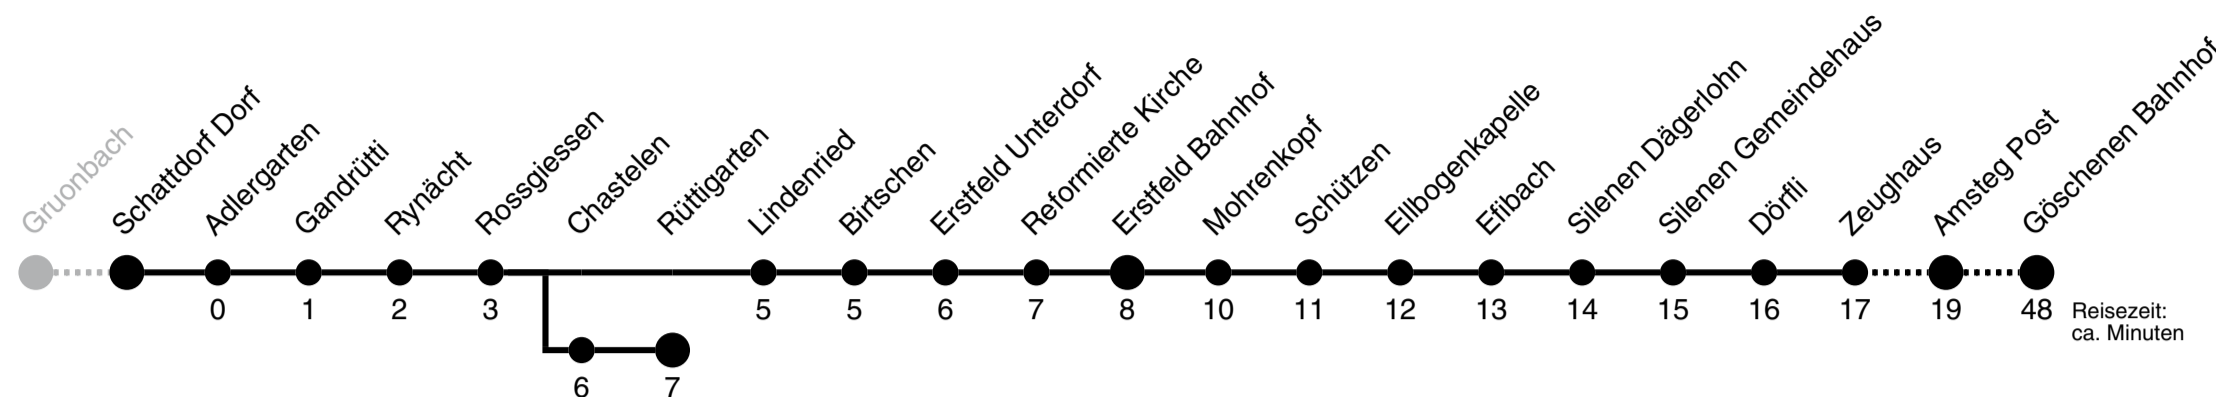 Gruonbach
Schattdorf Dorf
Adlergarten
Gandrütti
Rynächt
Rossgiessen
Chastelen
Rüttigarten
Lindenried
Birtschen
Erstfeld Unterdorf
Reformierte Kirche
Erstfeld Bahnhof
Mohrenkopf
Schützen
Ellbogenkapelle
Efibach
Silenen Dägerlohn
Silenen Gemeindehaus
Dörfli
Zeughaus
Amsteg Post
Göschenen Bahnhof
0 1 2 3 5 5 6 7 8 10 11 12 13 14 15 16 17 19 48
Reisezeit:
ca. Minuten
6 7